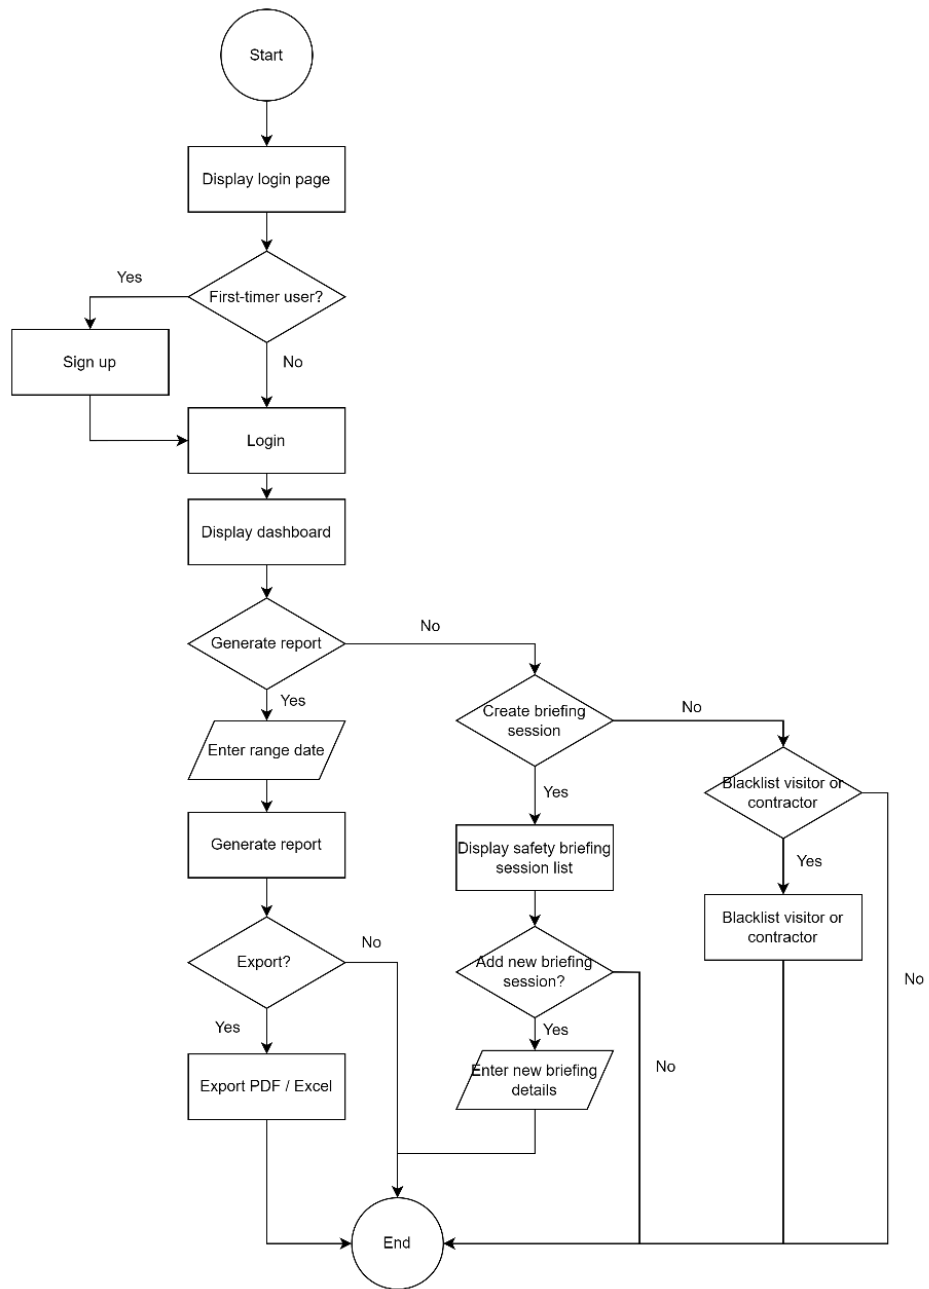 Start
Display login page
Yes
First-timer user?
Sign up
No
Login
Display dashboard
Generate report
No
Yes
Create briefing
session
No
Enter range date
Blacklist visitor or
contractor
Yes
Generate report
Display safety briefing
session list
Yes
Blacklist visitor or
contractor
Export?
No
Add new briefing
session?
No
Yes
Yes
Export PDF / Excel
Enter new briefing
details
No
End